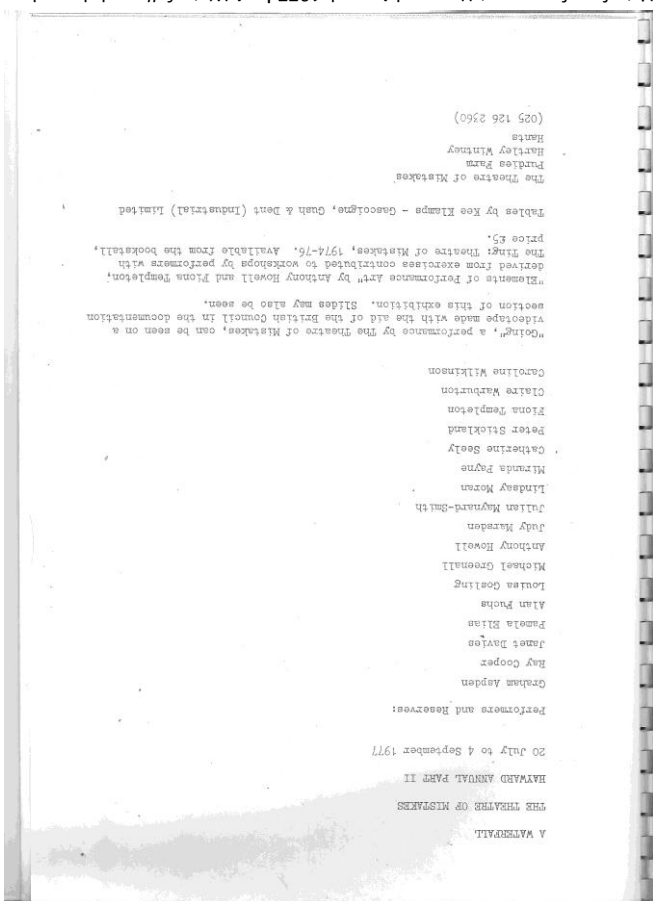 A WATERFALL
THE THEATRE OF MISTAKES
HAYWARD ANNUAL PART II
20 July to 4 September 1977
Performers and Reserves:
Graham Aspden
Ray Cooper
Janet Davies
Pamela Elias
Alan Fuchs
Louisa Gosling
Michael Greenall
Anthony Howell
Judy Marsden
Julian Maynard-Smith
Lindsay Moran
Miranda Payne
Catherine Seely
Peter Stickland
Fiona Templeton
Claire Warburton
Caroline Wilkinson
"Going", a performance by The Theatre of Mistakes, can be seen on a
videotape made with the aid of the British Council in the documentation
section of this exhibition. Slides may also be seen.
"Elements of Performance Art" by Anthony Howell and Fiona Templeton,
derived from exercises contributed to workshops by performers with
The Ting: Theatre of Mistakes, 1974-76. Available from the bookstall,
price £5.
Tables by Kee Klamps - Gascoigne, Gush & Dent (Industrial) Limited
The Theatre of Mistakes
Purdies Farm
Hartley Wintney
Hants
(025 126 2360)